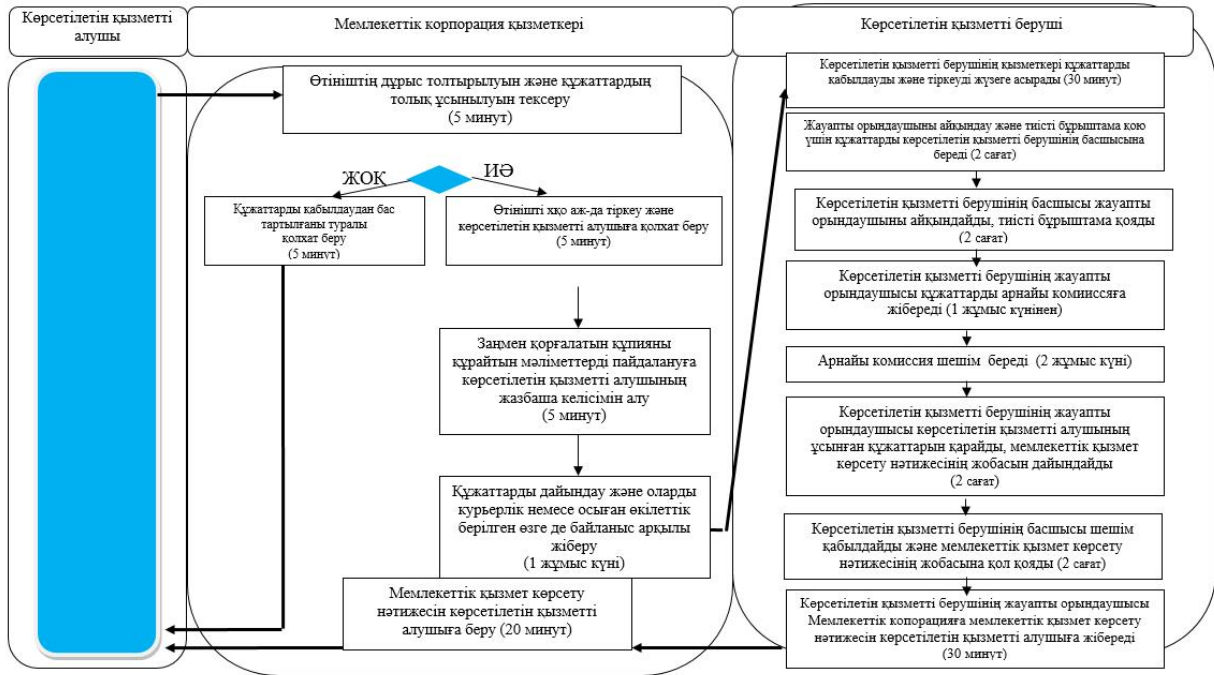 Көрсетілетін қызметті
алушы
Мемлекеттік корпорация қызметкері
Көрсетілетін қызметті беруші
Өтініштің дұрыс толтырылуын және құжаттардың
толық ұсынылуын тексеру
(5 минут)
ЖОҚ
ИӘ
Құжаттарды қабылдаудан бас
тартылғаны туралы
қолхат беру
(5 минут)
Өтінішті хқо аж-да тіркеу және
көрсетілетін қызметті алушыға қолхат беру
(5 минут)
Заңмен қорғалатын құпияны
құрайтын мәліметтерді пайдалануға
көрсетілетін қызметті алушының
жазбаша келісімін алу
(5 минут)
Құжаттарды дайындау және оларды
курьерлік немесе осыған өкілеттік
берілген өзге де байланыс арқылы
жіберу
(1 жұмыс күні)
Мемлекеттік қызмет көрсету
нәтижесін көрсетілетін қызметті
алушыға беру (20 минут)
Көрсетілетін қызметті берушінің қызметкері құжаттарды
қабылдауды және тіркеуді жүзеге асырады (30 минут)
Жауапты орындаушыны айқындау және тиісті бұрыштама қою
үшін құжаттарды көрсетілетін қызметті берушінің басшысына
береді (2 сағат)
Көрсетілетін қызметті берушінің басшысы жауапты
орындаушыны айқындайды, тиісті бұрыштама қояды
(2 сағат)
Көрсетілетін қызметті берушінің жауапты
орындаушысы құжаттарды арнайы комииссяға
жібереді (1 жұмыс күнінен)
Арнайы комиссия шешім береді (2 жұмыс күні)
Көрсетілетін қызметті берушінің жауапты
орындаушысы көрсетілетін қызметті алушының
ұсынған құжаттарын қарайды, мемлекеттік қызмет
көрсету нәтижесінің жобасын дайындайды
(2 сағат)
Көрсетілетін қызметті берушінің басшысы шешім
қабылдайды және мемлекеттік қызмет көрсету
нәтижесінің жобасына қол қояды (2 сағат)
Көрсетілетін қызметті берушінің жауапты орындаушысы
Мемлекеттік копорацияға мемлекеттік қызмет көрсету
нәтижесін көрсетілетін қызметті алушыға жібереді
(30 минут)